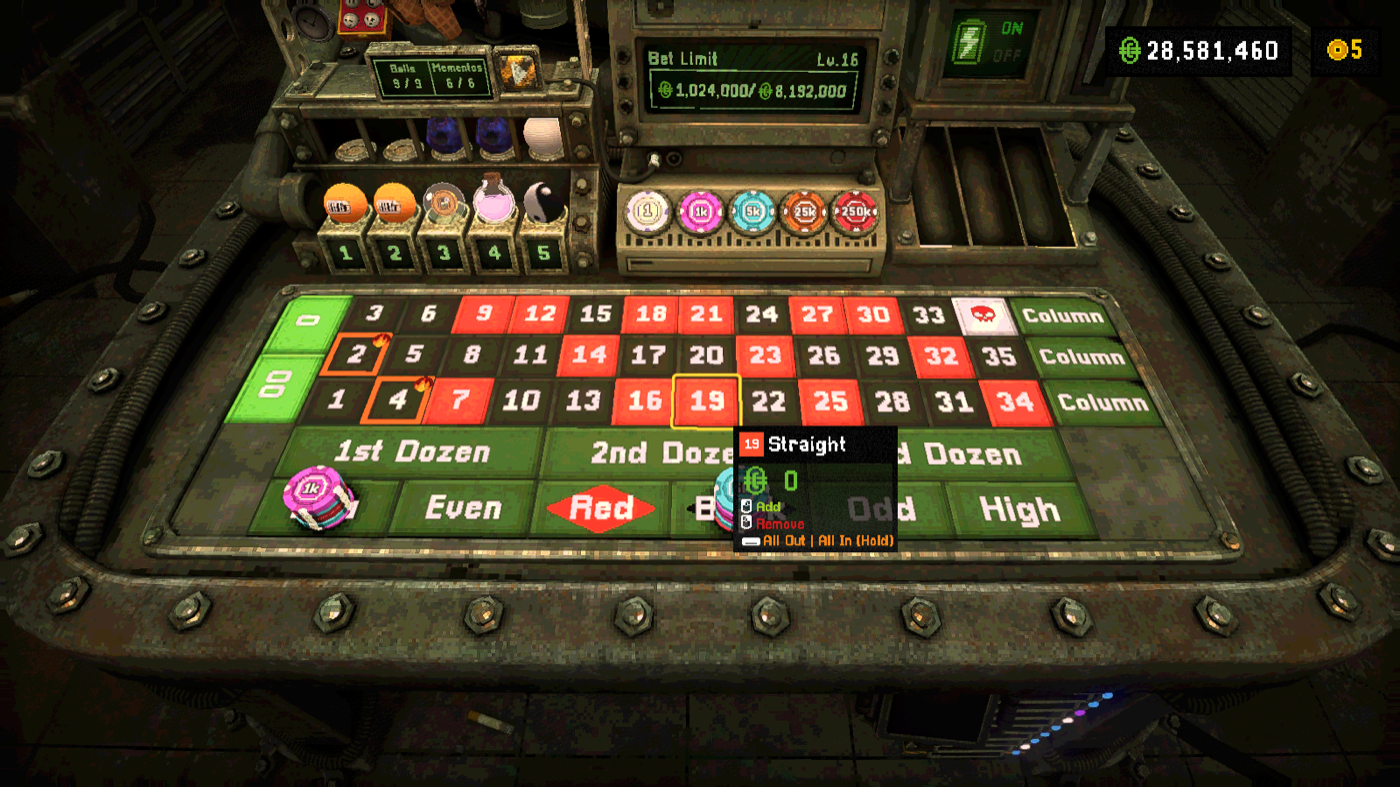 Balls
Mementos
9/9
6/6
Bet Limit
Lv.16
1,024,000/ 8,192,000
ON
OFF
28,581,460
5
1
1k
5k
25k
250k
1
2
3
4
5
0
3
6
9
12
15
18
21
24
27
30
33
Column
00
2
5
8
11
14
17
20
23
26
29
32
35
Column
1
4
7
10
13
16
19
22
25
28
31
34
Column
1st Dozen
2nd Doze
d Dozen
19 Straight
0
Add
Remove
All Out | All In (Hold)
1k
Even
Red
B
Odd
High